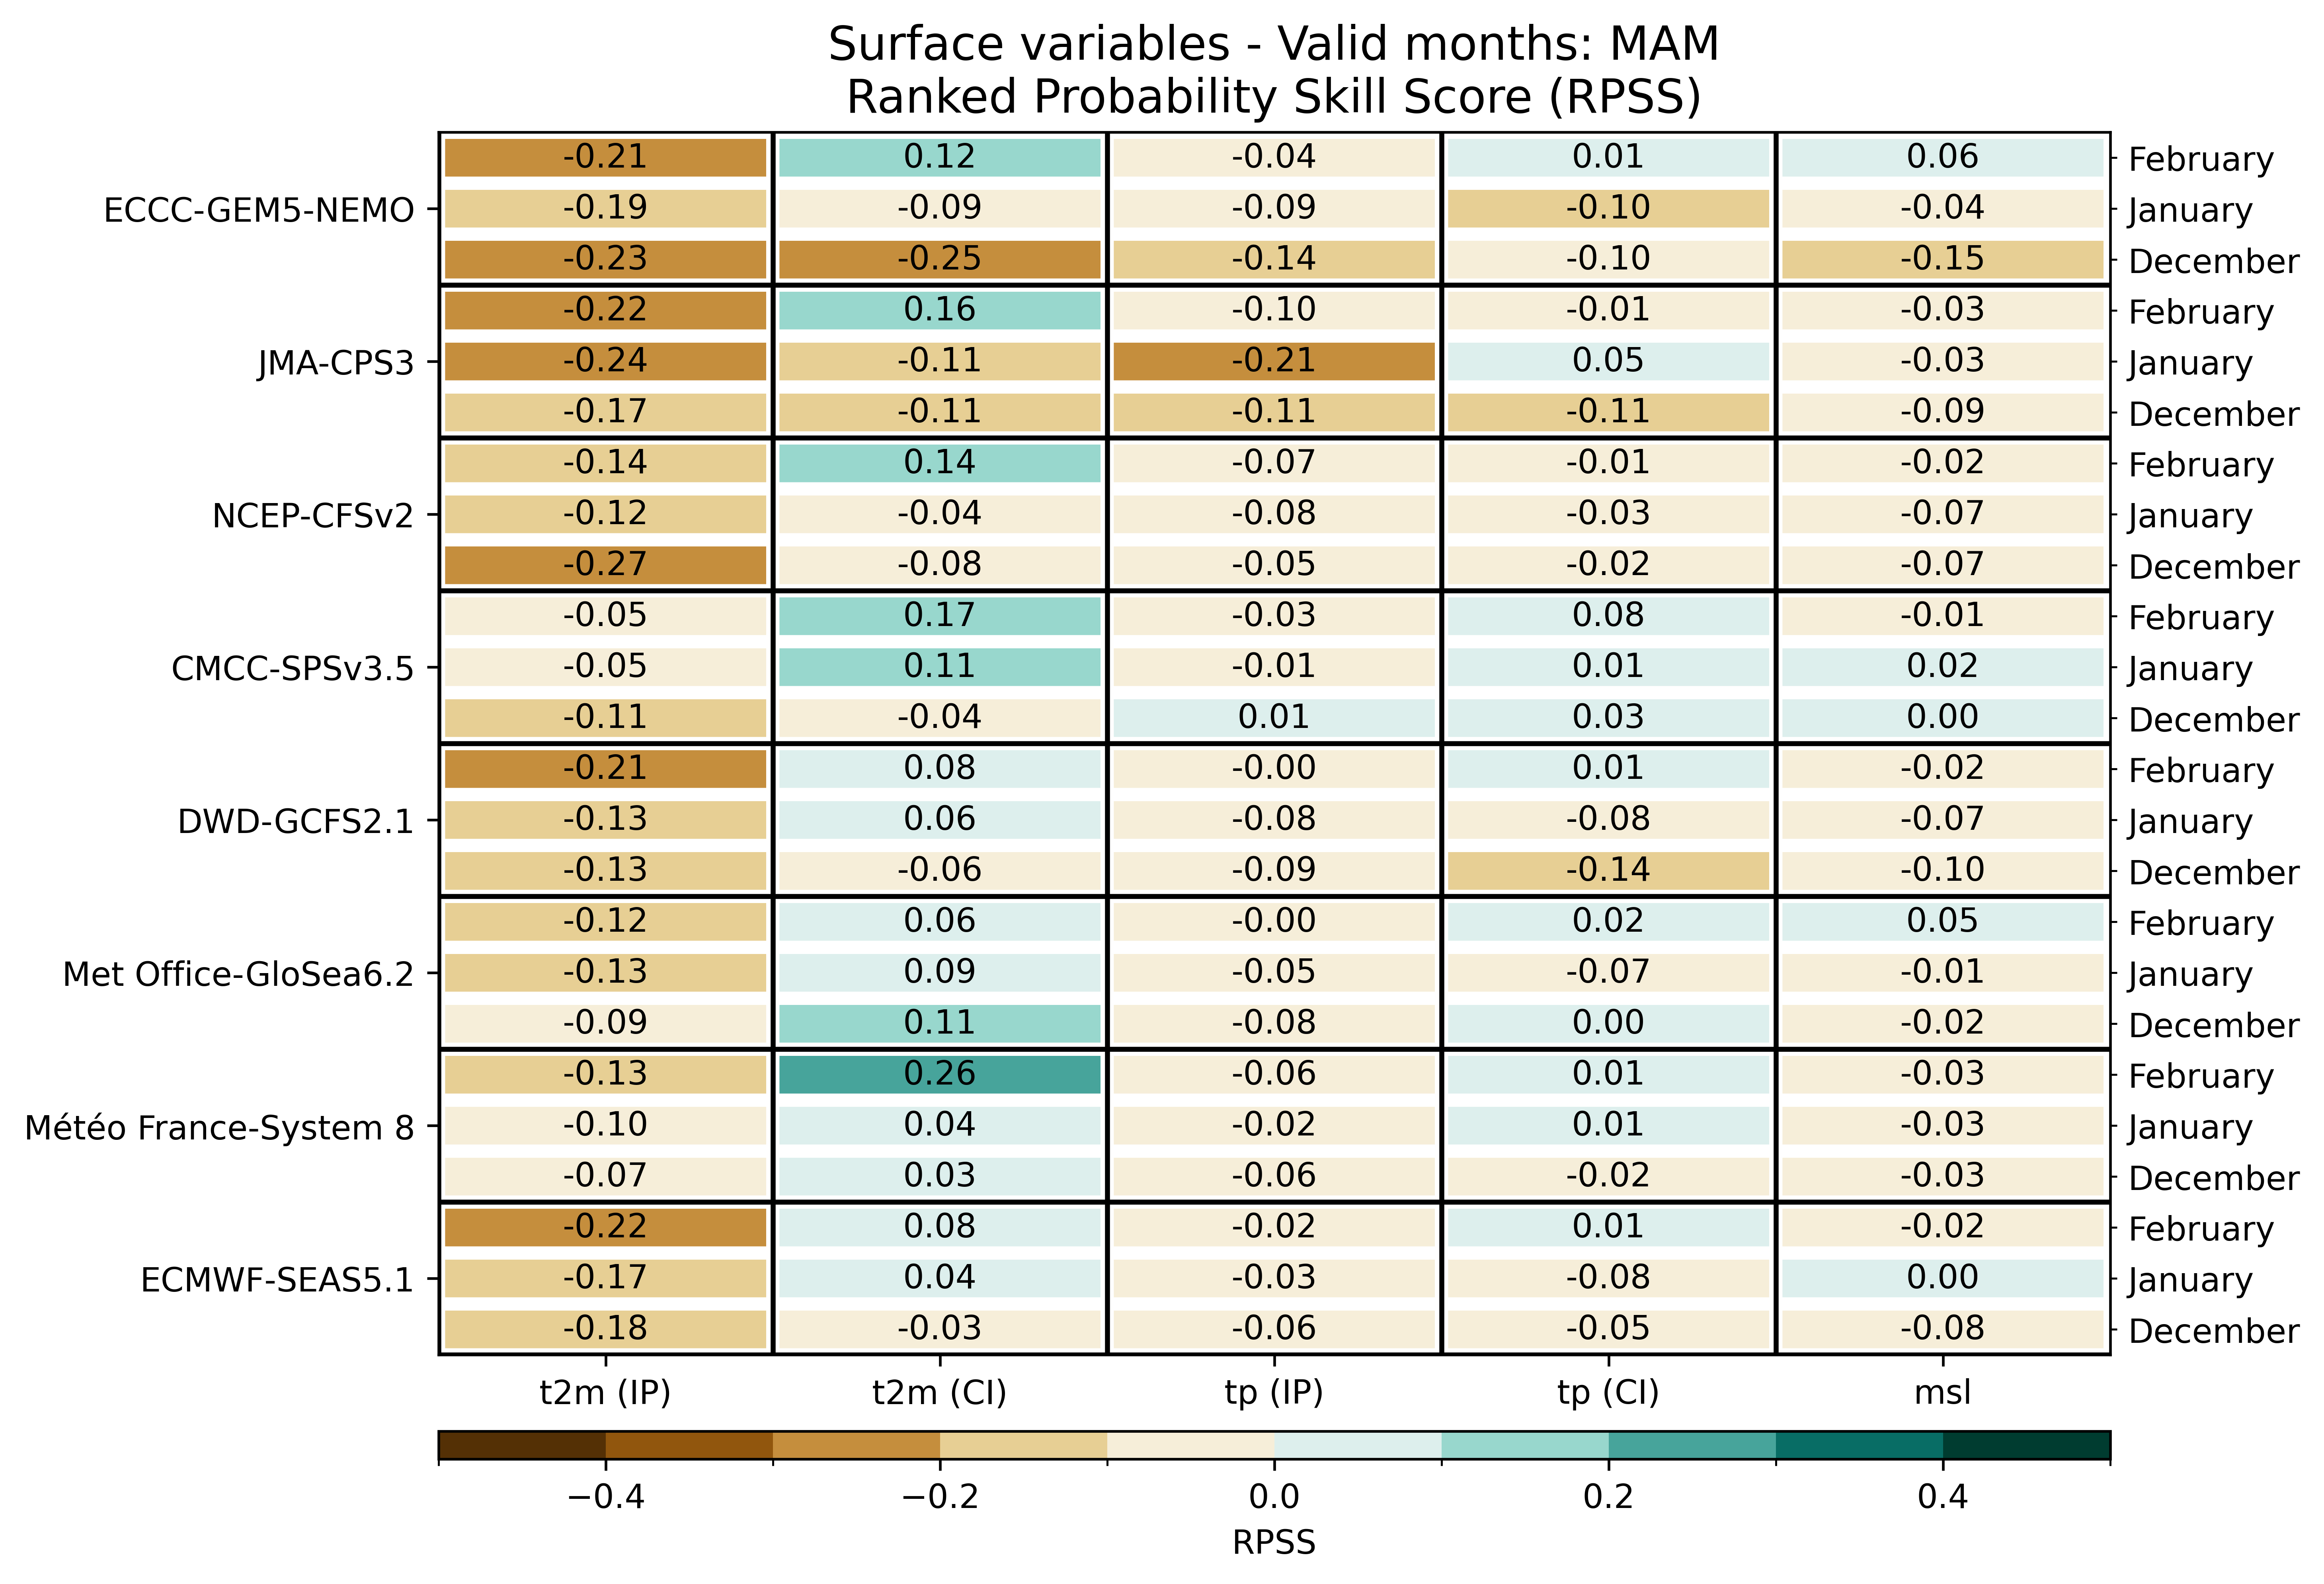 Surface variables - Valid months: MAM
Ranked Probability Skill Score (RPSS)
-0.21 0.12 -0.04 0.01 0.06 February
ECCC-GEM5-NEMO -0.19 -0.09 -0.09 -0.10 -0.04 January
-0.23 -0.25 -0.14 -0.10 -0.15 December
-0.22 0.16 -0.10 -0.01 -0.03 February
JMA-CPS3 -0.24 -0.11 -0.21 0.05 -0.03 January
-0.17 -0.11 -0.11 -0.11 -0.09 December
-0.14 0.14 -0.07 -0.01 -0.02 February
NCEP-CFSv2 -0.12 -0.04 -0.08 -0.03 -0.07 January
-0.27 -0.08 -0.05 -0.02 -0.07 December
-0.05 0.17 -0.03 0.08 -0.01 February
CMCC-SPSv3.5 -0.05 0.11 -0.01 0.01 0.02 January
-0.11 -0.04 0.01 0.03 0.00 December
-0.21 0.08 -0.00 0.01 -0.02 February
DWD-GCFS2.1 -0.13 0.06 -0.08 -0.08 -0.07 January
-0.13 -0.06 -0.09 -0.14 -0.10 December
-0.12 0.06 -0.00 0.02 0.05 February
Met Office-GloSea6.2 -0.13 0.09 -0.05 -0.07 -0.01 January
-0.09 0.11 -0.08 0.00 -0.02 December
-0.13 0.26 -0.06 0.01 -0.03 February
Météo France-System 8 -0.10 0.04 -0.02 0.01 -0.03 January
-0.07 0.03 -0.06 -0.02 -0.03 December
-0.22 0.08 -0.02 0.01 -0.02 February
ECMWF-SEAS5.1 -0.17 0.04 -0.03 -0.08 0.00 January
-0.18 -0.03 -0.06 -0.05 -0.08 December
t2m (IP) t2m (CI) tp (IP) tp (CI) msl
−0.4 −0.2 0.0 0.2 0.4
RPSS